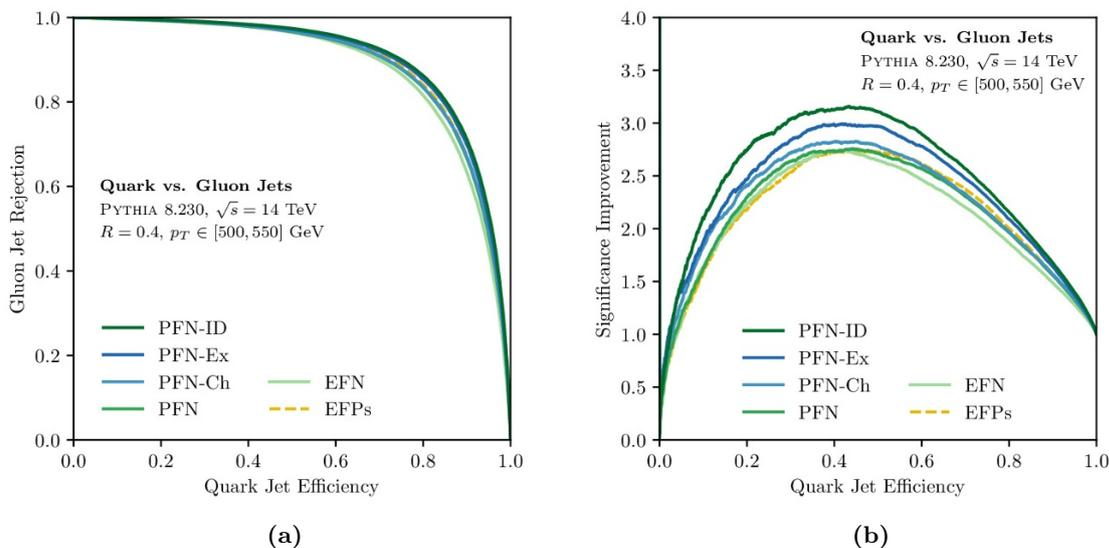 1.0
0.8
0.6
0.4
0.2
0.0
Gluon Jet Rejection
Quark vs. Gluon Jets
PYTHIA 8.230, √s = 14 TeV
R = 0.4, p_T ∈ [500, 550] GeV
PFN-ID
PFN-Ex
PFN-Ch
PFN
EFN
EFPs
0.0 0.2 0.4 0.6 0.8 1.0
Quark Jet Efficiency
(a)
4.0
3.5
3.0
2.5
2.0
1.5
1.0
0.5
0.0
Significance Improvement
Quark vs. Gluon Jets
PYTHIA 8.230, √s = 14 TeV
R = 0.4, p_T ∈ [500, 550] GeV
PFN-ID
PFN-Ex
PFN-Ch
PFN
EFN
EFPs
0.0 0.2 0.4 0.6 0.8 1.0
Quark Jet Efficiency
(b)